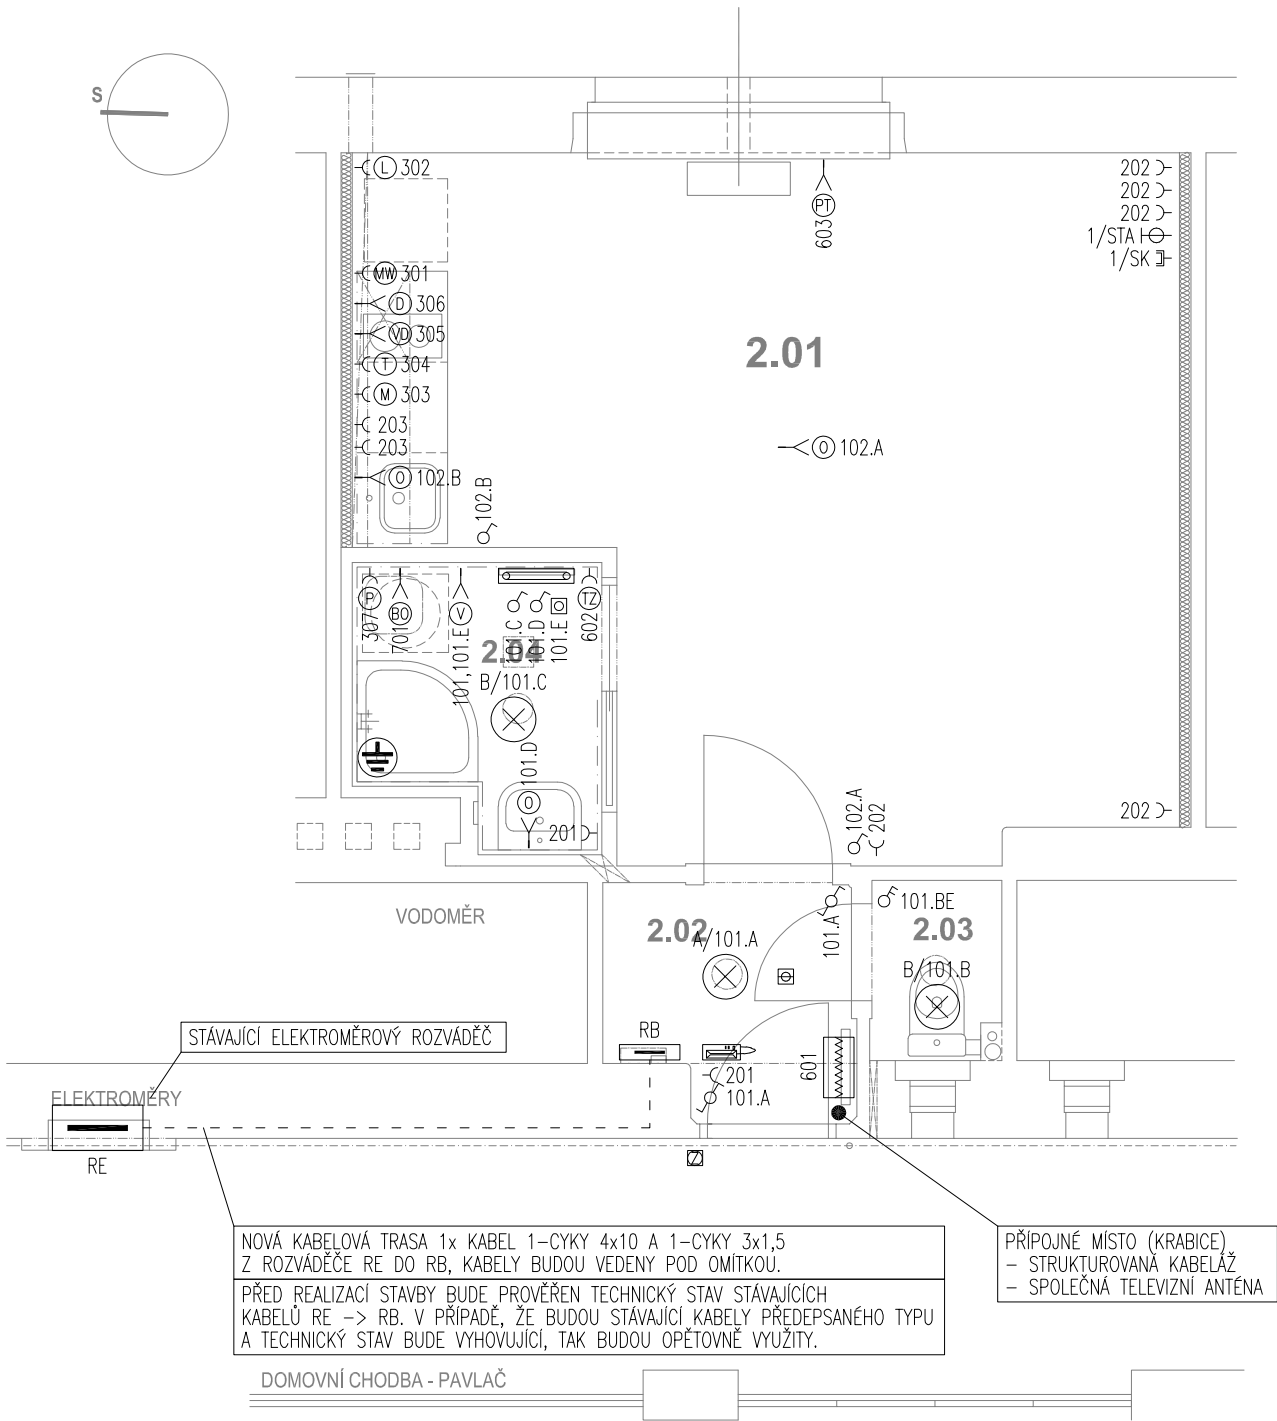 S
L 302
202
202
202
1/STA
1/SK
PT
603
MW 301
D 306
VD 305
T 304
M 303
203
203
O 102.B
102.B
2.01
O 102.A
P
307
BO
701
V
101,101.E
101.C
101.D
101.E
TZ
602
2.04
B/101.C
101.D
O
201
102.A
202
202
VODOMĚR
2.02
A/101.A
101.A
101.BE
2.03
B/101.B
STÁVAJÍCÍ ELEKTROMĚROVÝ ROZVÁDĚČ
RB
201
101.A
601
ELEKTROMĚRY
RE
NOVÁ KABELOVÁ TRASA 1x KABEL 1-CYKY 4x10 A 1-CYKY 3x1,5
Z ROZVÁDĚČE RE DO RB, KABELY BUDOU VEDENY POD OMÍTKOU.
PŘED REALIZACÍ STAVBY BUDE PROVĚŘEN TECHNICKÝ STAV STÁVAJÍCÍCH
KABELŮ RE -> RB. V PŘÍPADĚ, ŽE BUDOU STÁVAJÍCÍ KABELY PŘEDEPSANÉHO TYPU
A TECHNICKÝ STAV BUDE VYHOVUJÍCÍ, TAK BUDOU OPĚTOVNĚ VYUŽITY.
PŘÍPOJNÉ MÍSTO (KRABICE)
- STRUKTUROVANÁ KABELÁŽ
- SPOLEČNÁ TELEVIZNÍ ANTÉNA
DOMOVNÍ CHODBA - PAVLAČ